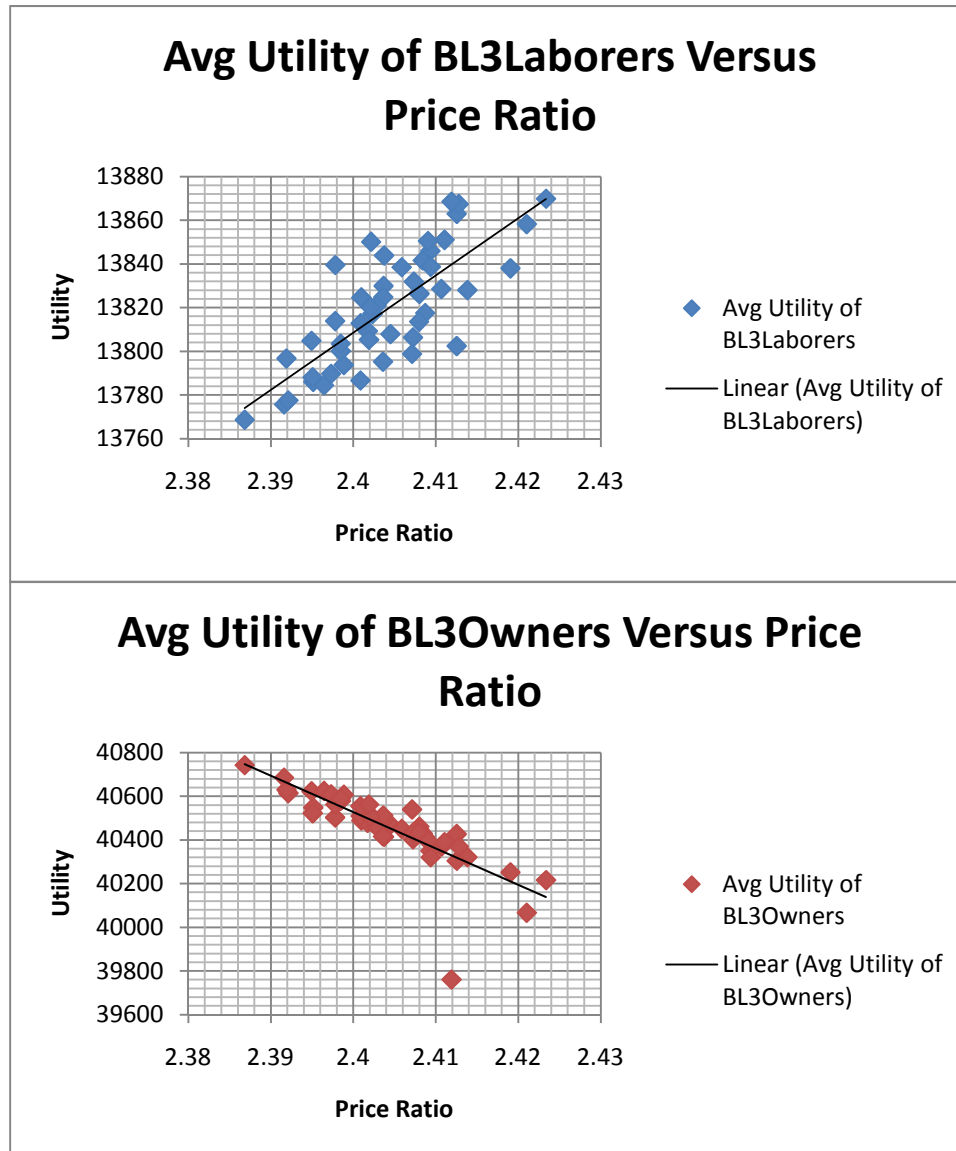 Avg Utility of BL3Laborers Versus
Price Ratio
13880
13860
13840
13820
13800
13780
13760
Utility
2.38 2.39 2.4 2.41 2.42 2.43
Price Ratio
Avg Utility of
BL3Laborers
Linear (Avg Utility of
BL3Laborers)
Avg Utility of BL3Owners Versus Price
Ratio
40800
40600
40400
40200
40000
39800
39600
Utility
2.38 2.39 2.4 2.41 2.42 2.43
Price Ratio
Avg Utility of
BL3Owners
Linear (Avg Utility of
BL3Owners)